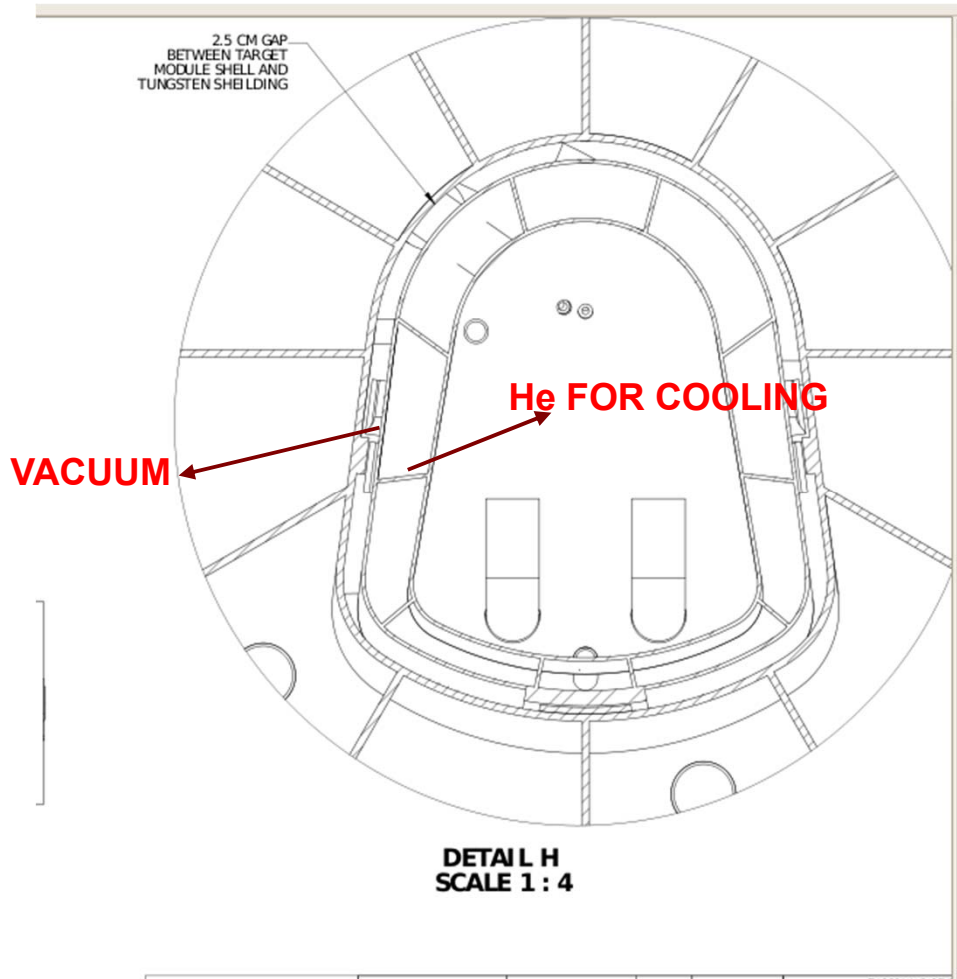 2.5 CM GAP
BETWEEN TARGET
MODULE SHELL AND
TUNGSTEN SHEILDING
He FOR COOLING
VACUUM
DETAIL H
SCALE 1 : 4